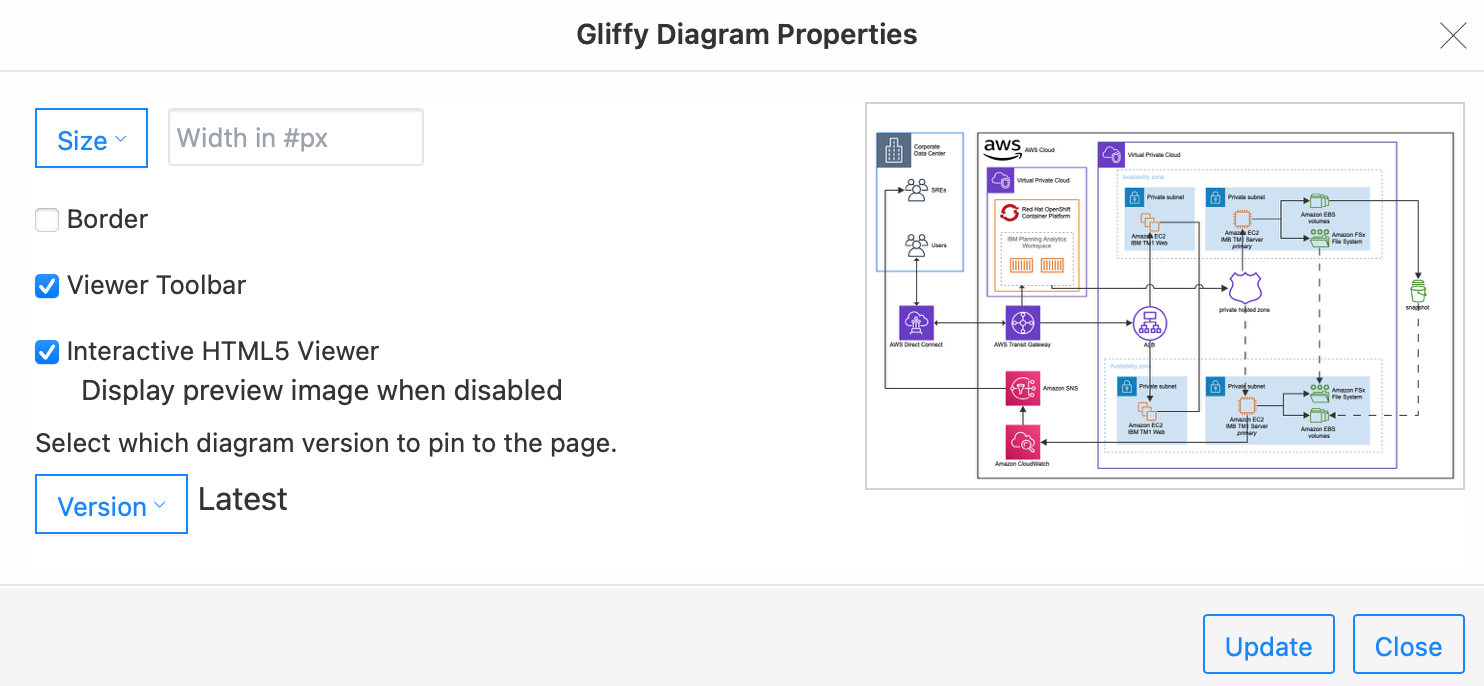 Gliffy Diagram Properties
Size
Width in #px
Border
Viewer Toolbar
Interactive HTML5 Viewer
Display preview image when disabled
Select which diagram version to pin to the page.
Version
Latest
Corporate
Data Center
SREs
Users
AWS Direct Connect
aws
AWS Cloud
Virtual Private Cloud
Red Hat OpenShift
Container Platform
IBM Planning Analytics
Workspace
AWS Transit Gateway
Amazon SNS
Amazon CloudWatch
Virtual Private Cloud
Availability zone
Private subnet
Amazon EC2
IBM TM1 Web
Private subnet
Amazon EC2
IMB TM1 Server
primary
Amazon EBS
volumes
Amazon FSx
File System
private hosted zone
ALB
snapshot
Availability zone
Private subnet
Amazon EC2
IBM TM1 Web
Private subnet
Amazon EC2
IMB TM1 Server
primary
Amazon FSx
File System
Amazon EBS
volumes
Update
Close